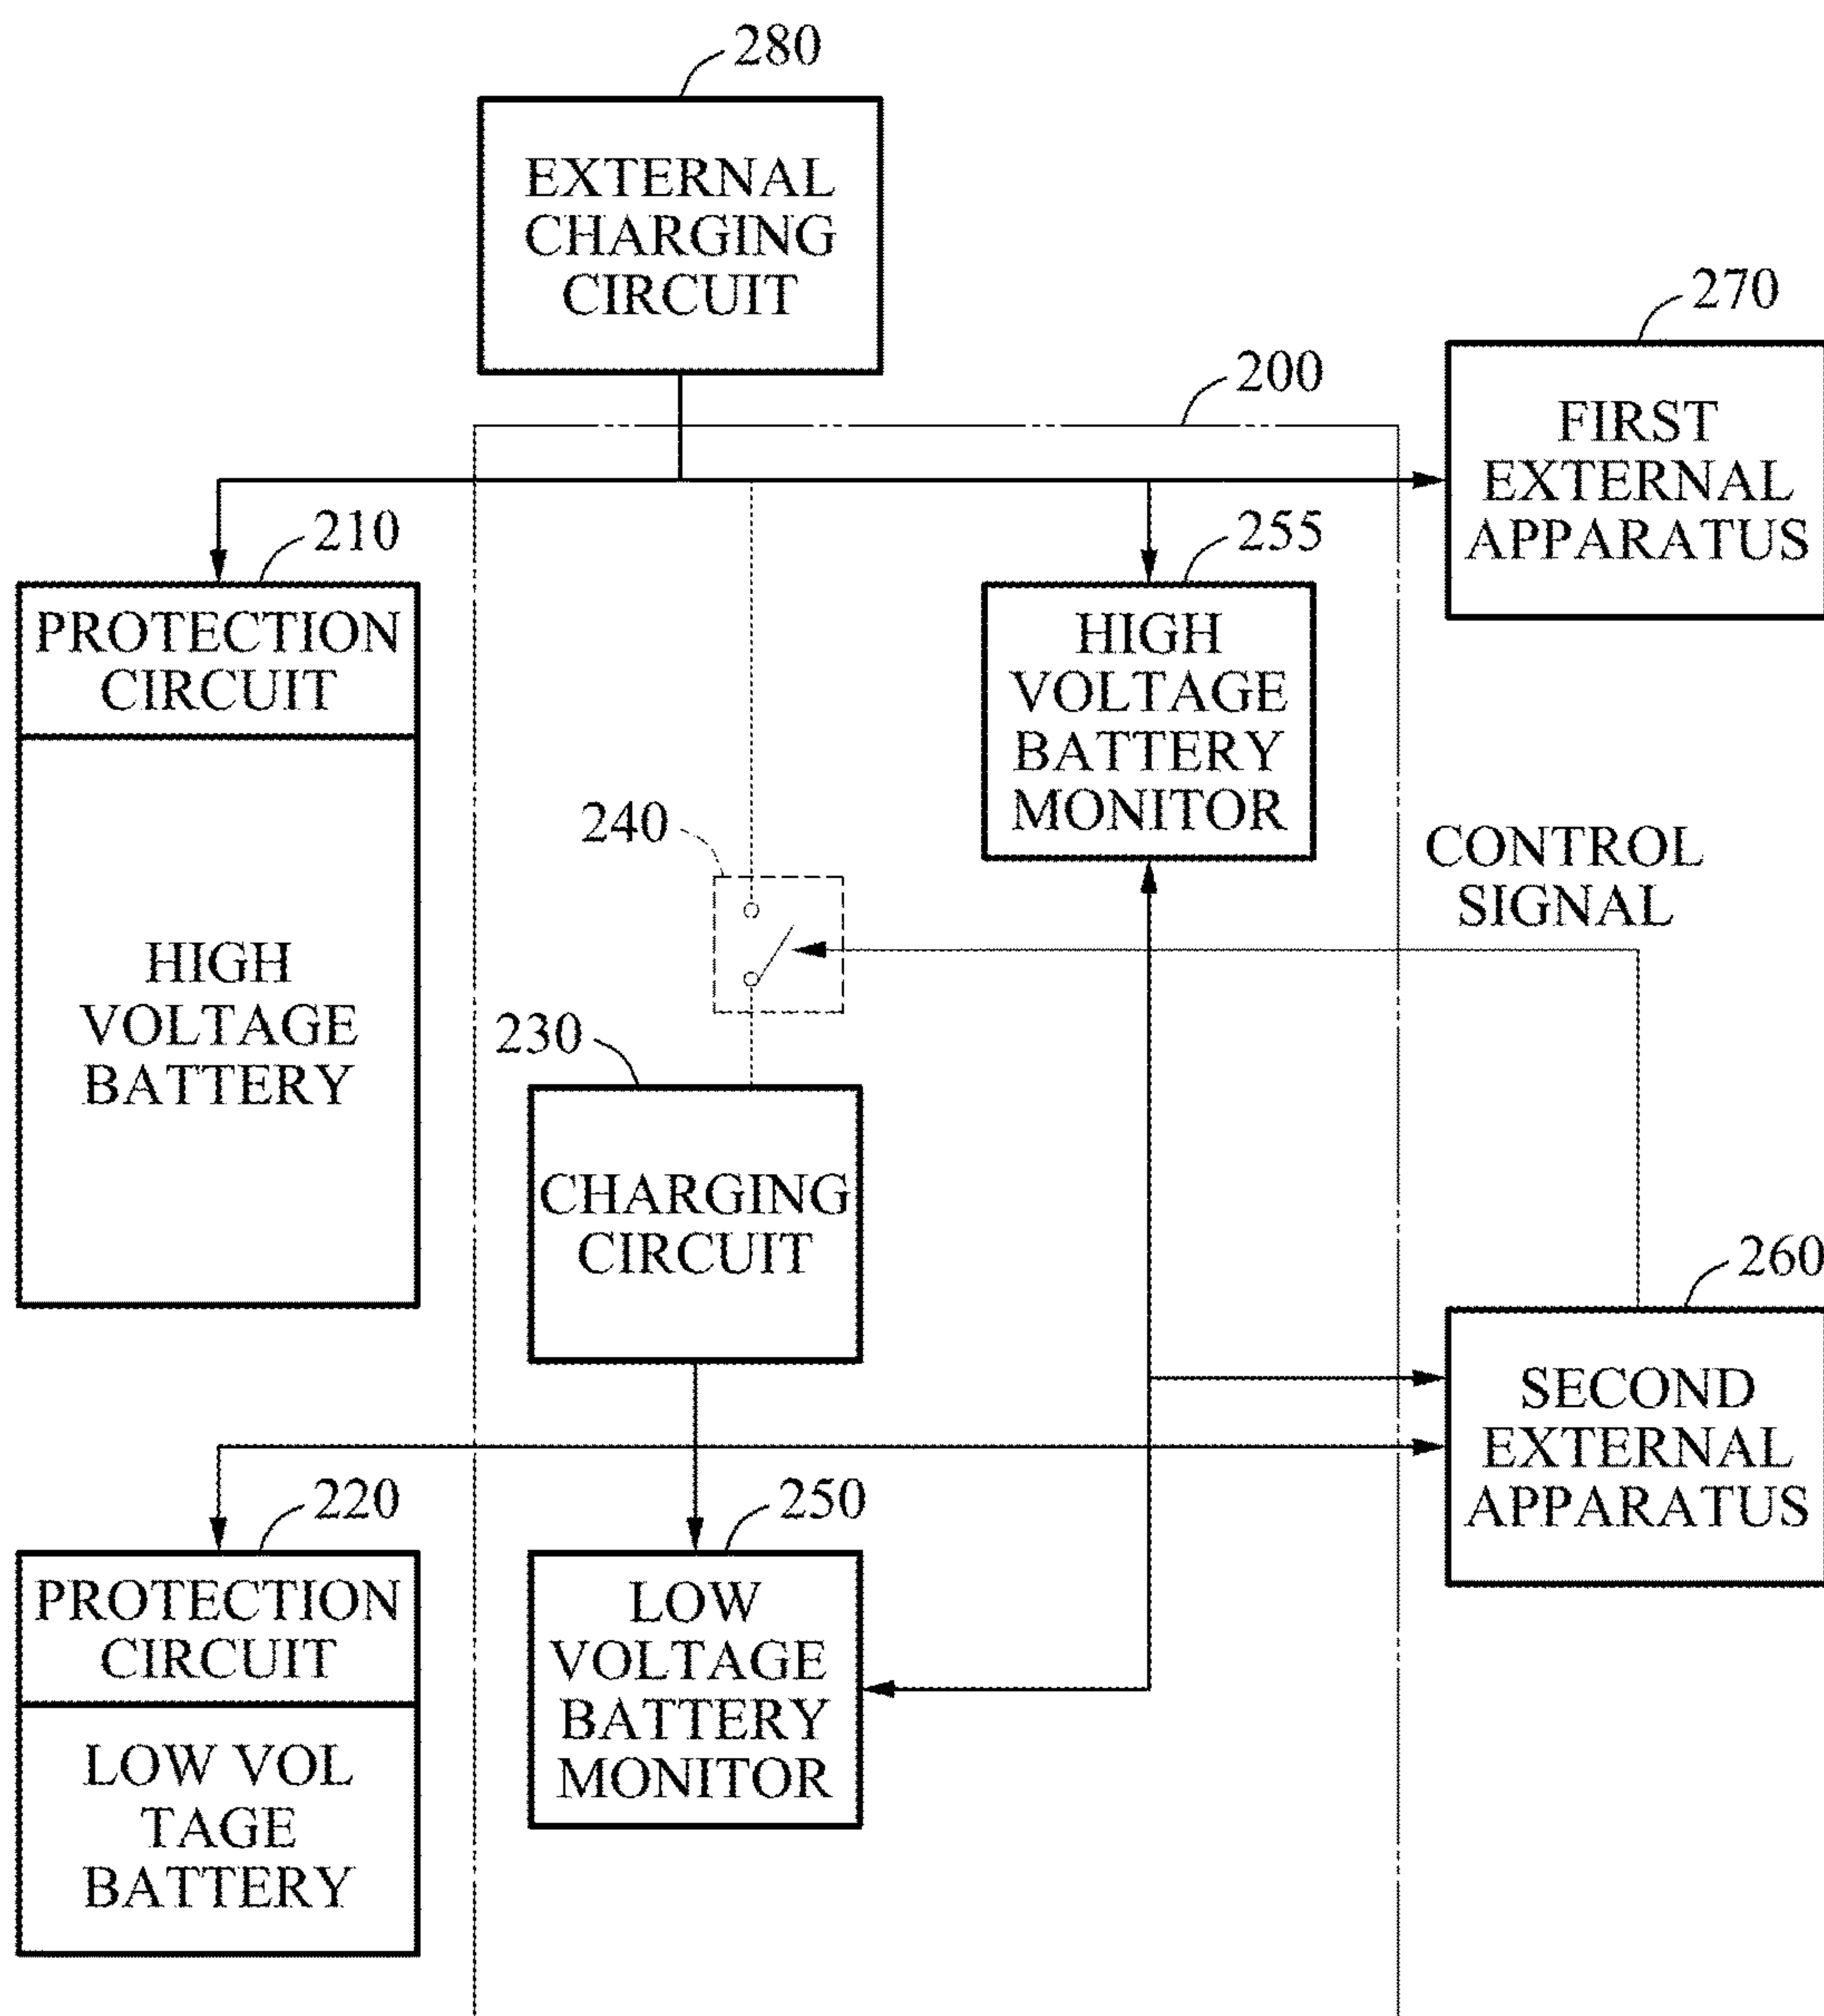 280
EXTERNAL
CHARGING
CIRCUIT
270
200
FIRST
EXTERNAL
APPARATUS
210
255
PROTECTION
CIRCUIT
HIGH
VOLTAGE
BATTERY
MONITOR
240
CONTROL
SIGNAL
HIGH
VOLTAGE
BATTERY
230
CHARGING
CIRCUIT
260
SECOND
EXTERNAL
APPARATUS
220
250
PROTECTION
CIRCUIT
LOW
VOLTAGE
BATTERY
MONITOR
LOW VOL
TAGE
BATTERY